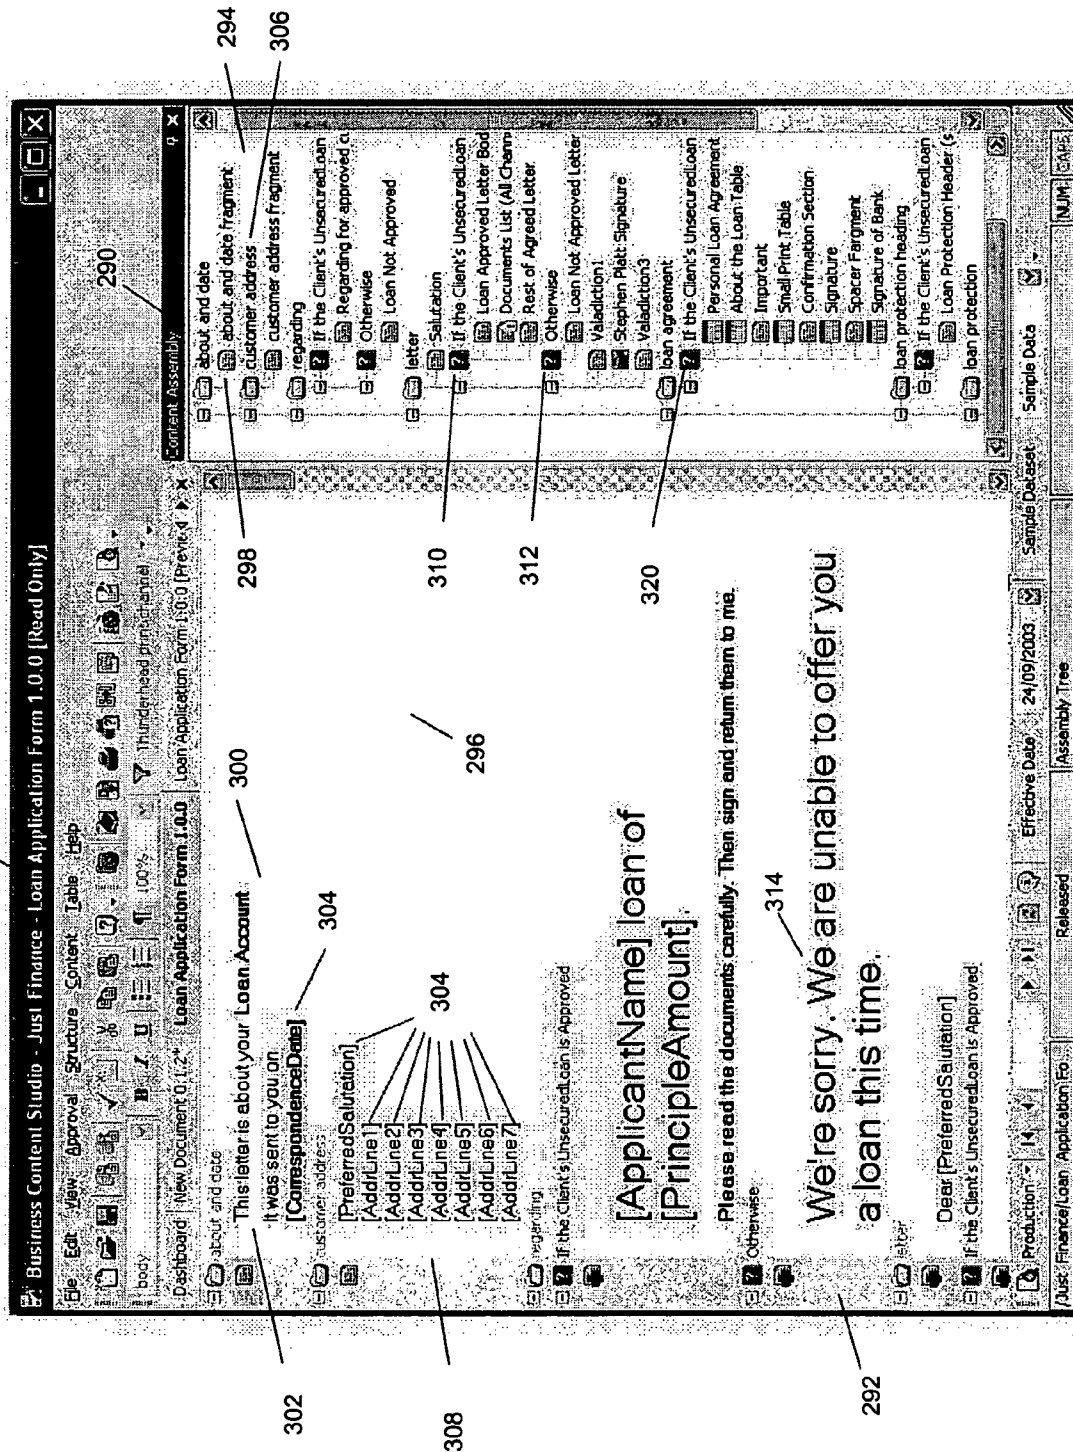 Business Content Studio - Just Finance - Loan Application Form 1.0.0 [Read Only]
File Edit View Approval Structure Content Table Help
body
B I U
100%
Thunderhead print channel
Dashboard
New Document 0.1.2*
Loan Application Form 1.0.0
Loan Application Form 1.0.0 [Preview
about and date
This letter is about your Loan Account
It was sent to you on
[CorrespondenceDate]
customer address
[PreferredSalutation]
[AddrLine1]
[AddrLine2]
[AddrLine3]
[AddrLine4]
[AddrLine5]
[AddrLine6]
[AddrLine7]
regarding
If the Client's UnsecuredLoan is Approved
[ApplicantName] loan of
[PrincipleAmount].
Please read the documents carefully. Then sign and return them to me.
Otherwise
We're sorry. We are unable to offer you
a loan this time.
letter
Dear [PreferredSalutation]
If the Client's UnsecuredLoan is Approved
Content Assembly
about and date
about and date fragment
customer address
customer address fragment
regarding
If the Client's UnsecuredLoan
Regarding for approved cu
Otherwise
Loan Not Approved
letter
Salutation
If the Client's UnsecuredLoan
Loan Approved Letter Bod
Documents List (All Chann
Rest of Agreed Letter
Otherwise
Loan Not Approved Letter
Valadiction1
Stephen Platt Signature
Valadiction3
loan agreement
If the Client's UnsecuredLoan
Personal Loan Agreement
About the Loan Table
Important
Small Print Table
Confirmation Section
Signature
Spacer Fargment
Signature of Bank
loan protection heading
If the Client's UnsecuredLoan
Loan Protection Header (s
loan protection
Production
Effective Date
24/09/2003
Sample Dataset
Sample Data
/Just Finance/Loan Application Fo...
Released
Assembly Tree
NUM CAPS
290
294
306
298
300
304
304
302
308
296
310
312
320
314
292